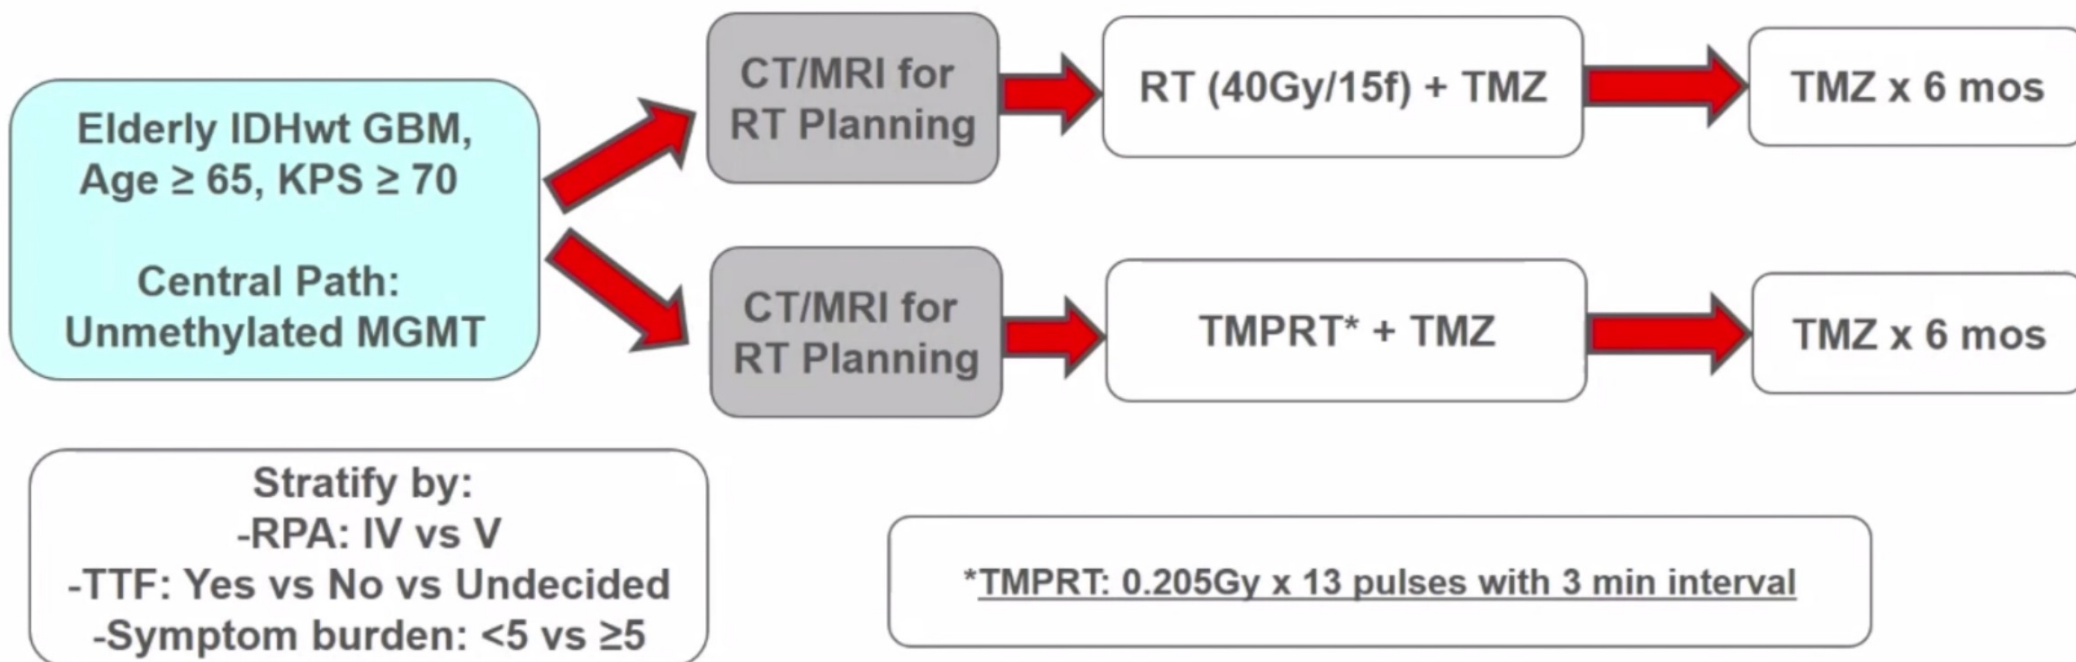 Elderly IDHwt GBM,
Age ≥ 65, KPS ≥ 70
Central Path:
Unmethylated MGMT
CT/MRI for
RT Planning
RT (40Gy/15f) + TMZ
TMZ x 6 mos
CT/MRI for
RT Planning
TMPRT* + TMZ
TMZ x 6 mos
Stratify by:
-RPA: IV vs V
-TTF: Yes vs No vs Undecided
-Symptom burden: <5 vs ≥5
*TMPRT: 0.205Gy x 13 pulses with 3 min interval